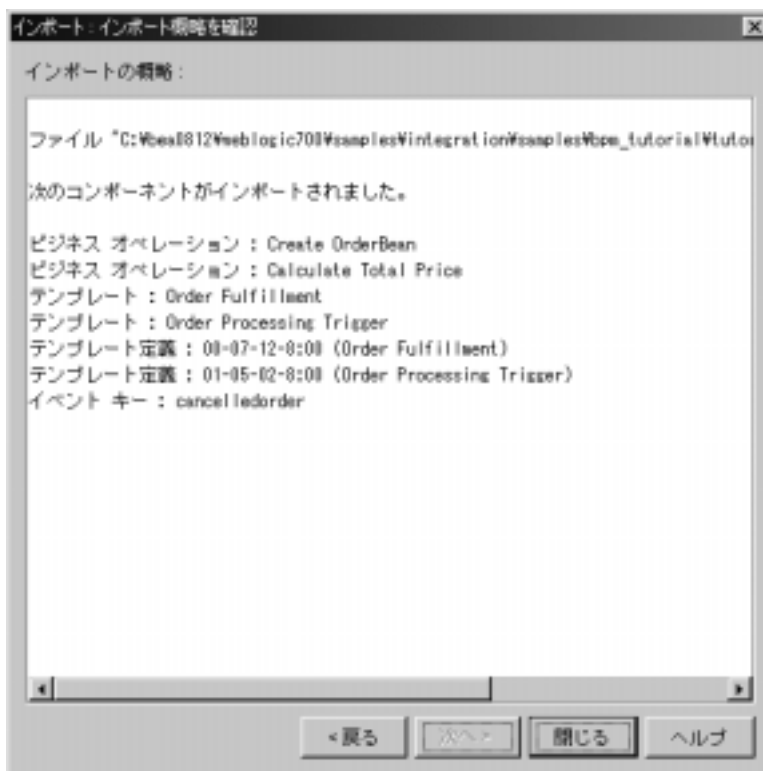 インポート : インポート概略を確認
インポートの概略 :
ファイル "C:¥bea0812¥weblogic700¥samples¥integration¥samples¥bpm_tutorial¥tutor
次のコンポーネントがインポートされました。
ビジネス オペレーション : Create OrderBean
ビジネス オペレーション : Calculate Total Price
テンプレート : Order Fulfillment
テンプレート : Order Processing Trigger
テンプレート定義 : 00-07-12-8:00 (Order Fulfillment)
テンプレート定義 : 01-05-02-8:00 (Order Processing Trigger)
イベント キー : cancelledorder
<戻る 次へ> 閉じる ヘルプ